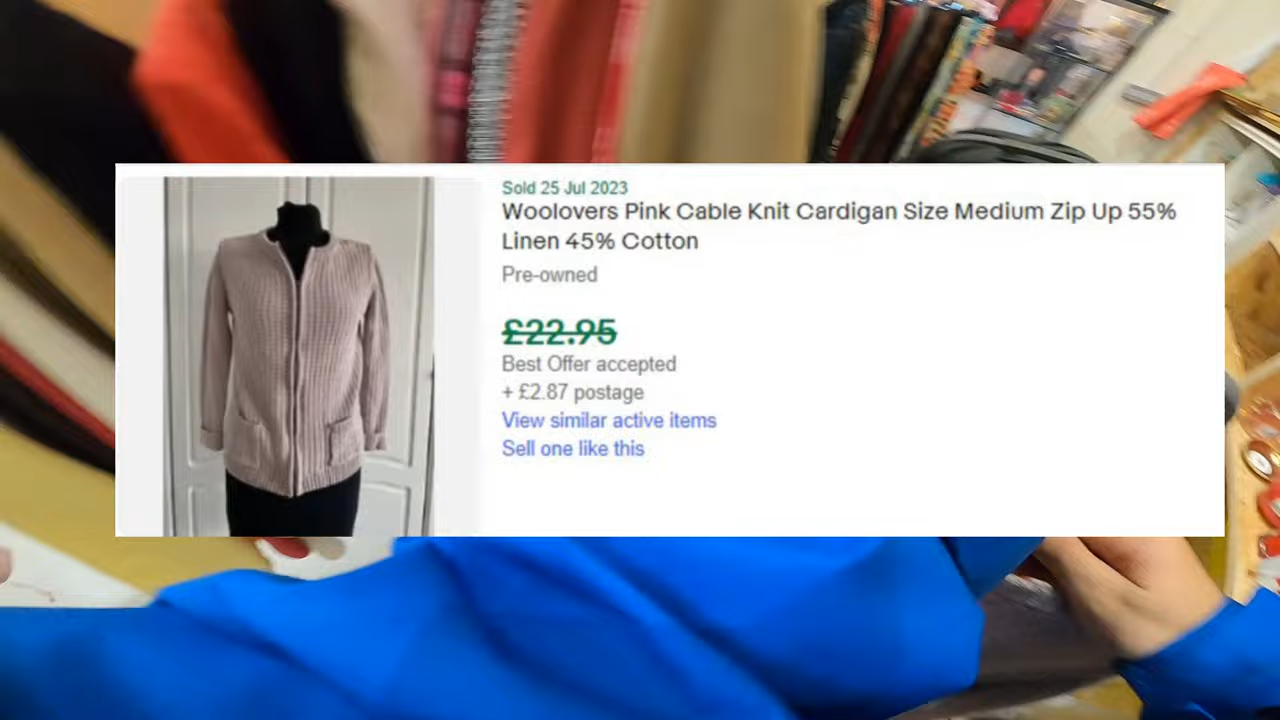 Sold 25 Jul 2023
Woolovers Pink Cable Knit Cardigan Size Medium Zip Up 55%
Linen 45% Cotton
Pre-owned
£22.95
Best Offer accepted
+ £2.87 postage
View similar active items
Sell one like this